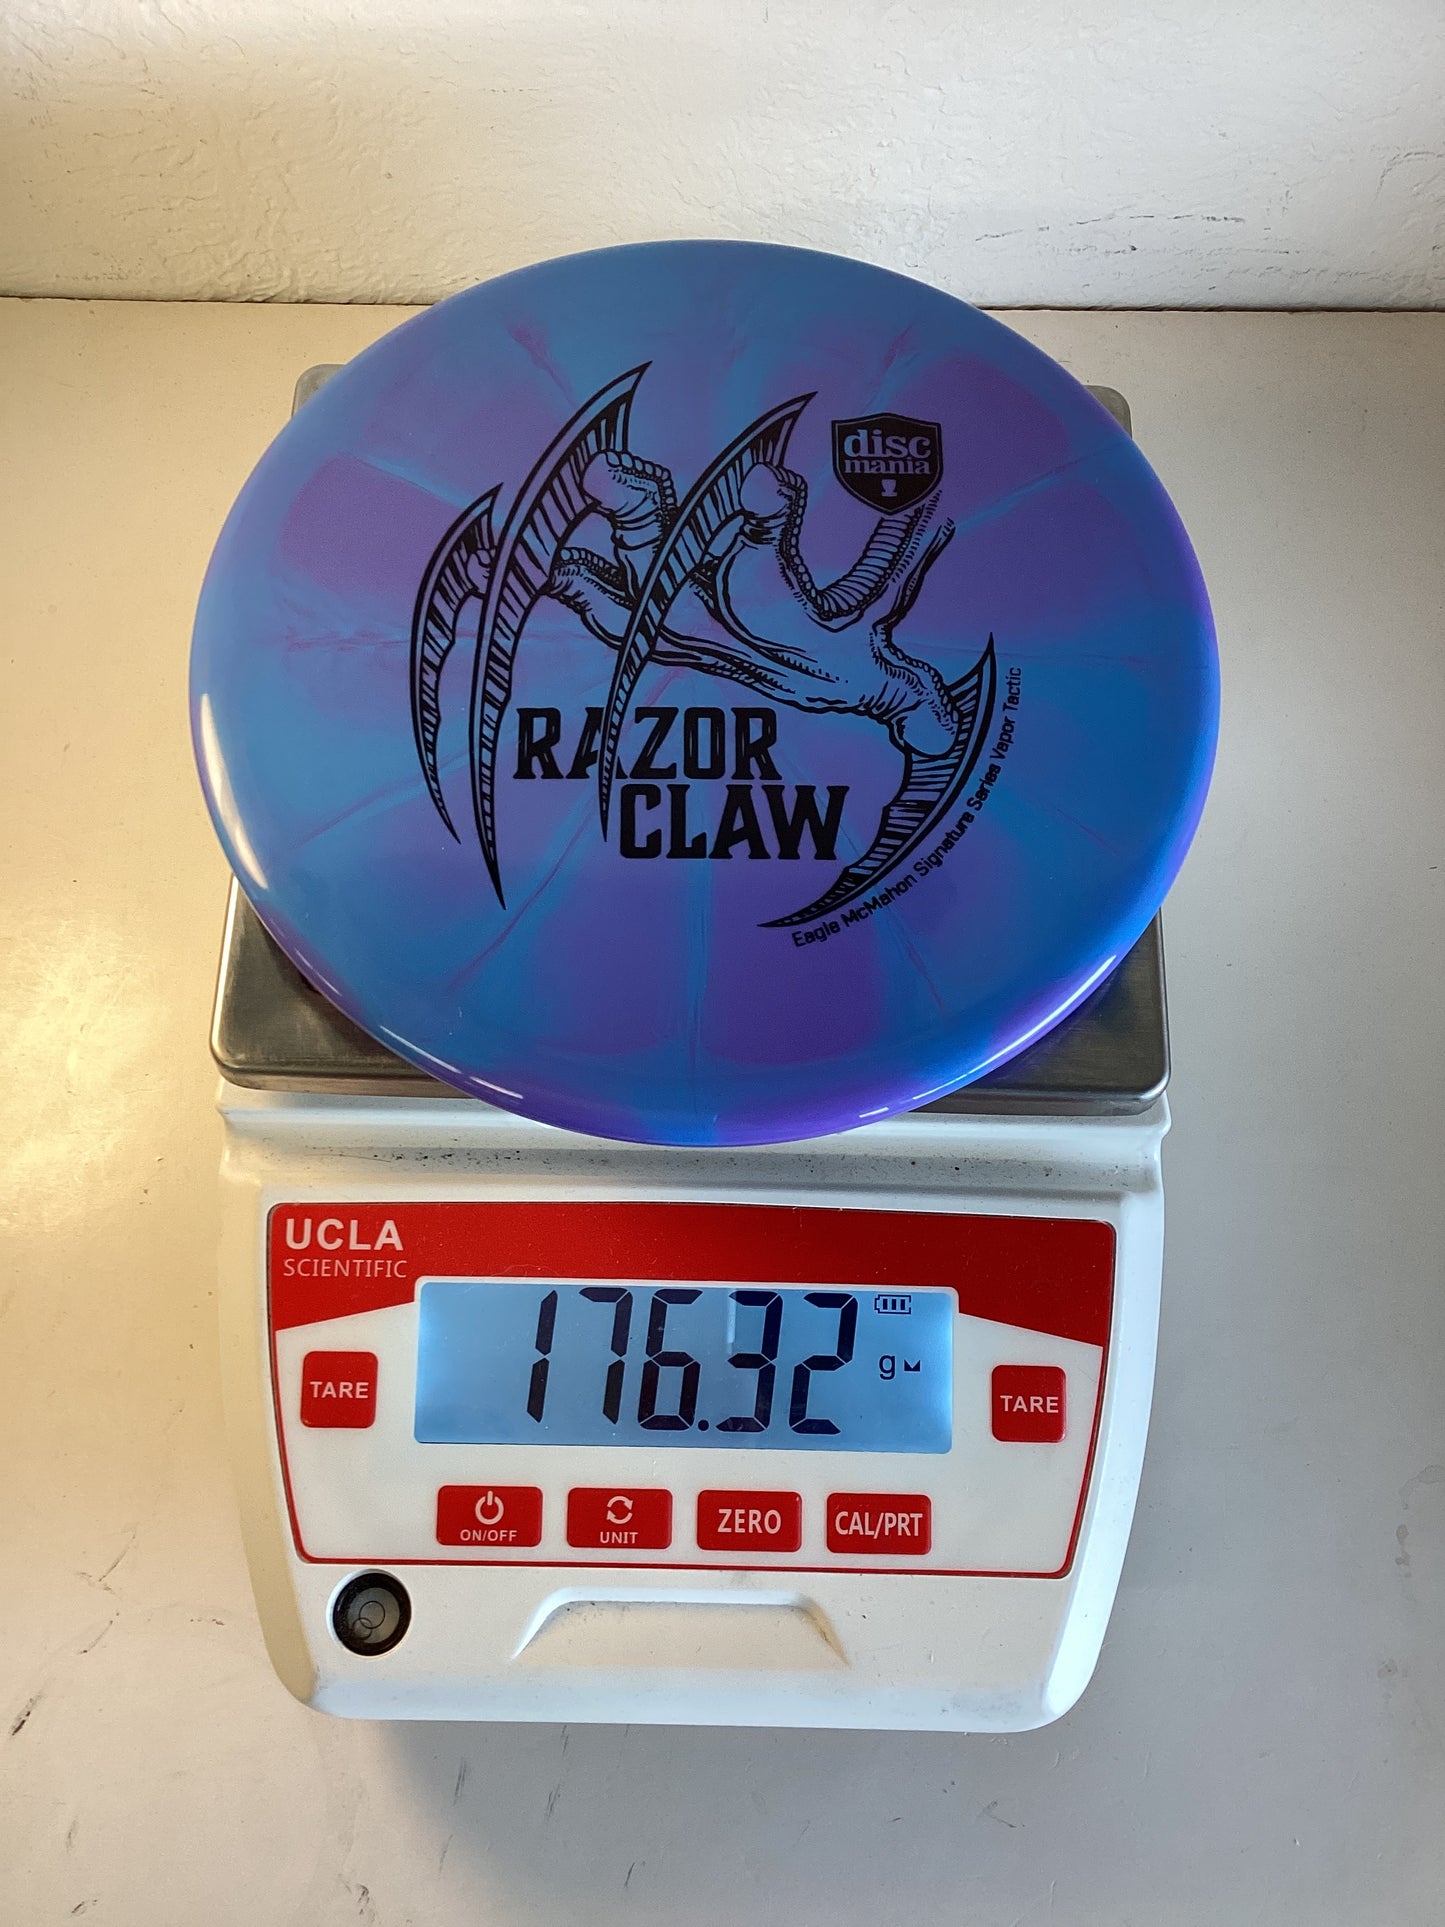 disc
mania
RAZOR
CLAW
Eagle McMahon Signature Series Vapor Tactic
UCLA
SCIENTIFIC
176.32
g
TARE
TARE
ON/OFF
UNIT
ZERO
CAL/PRT